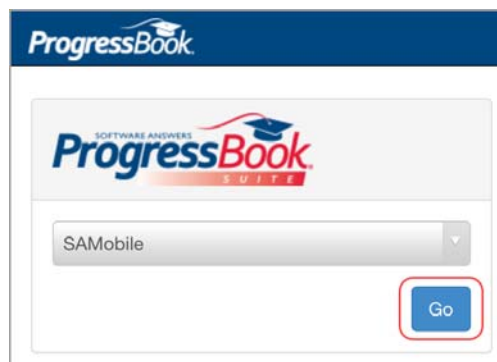 ProgressBook
SOFTWARE ANSWERS
ProgressBook.
SUITE
SAMobile
Go